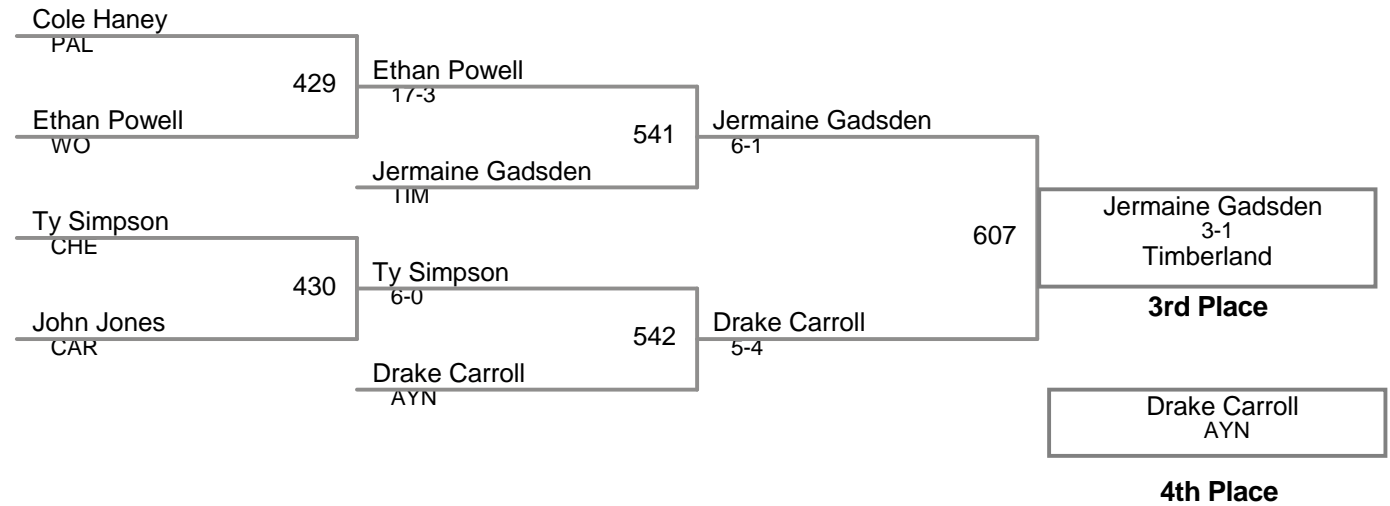 Cole Haney
PAL
429
Ethan Powell
17-3
Ethan Powell
WO
541
Jermaine Gadsden
6-1
Jermaine Gadsden
TIM
Ty Simpson
CHE
607
Jermaine Gadsden
3-1
Timberland
3rd Place
430
Ty Simpson
6-0
John Jones
CAR
542
Drake Carroll
5-4
Drake Carroll
AYN
Drake Carroll
AYN
4th Place